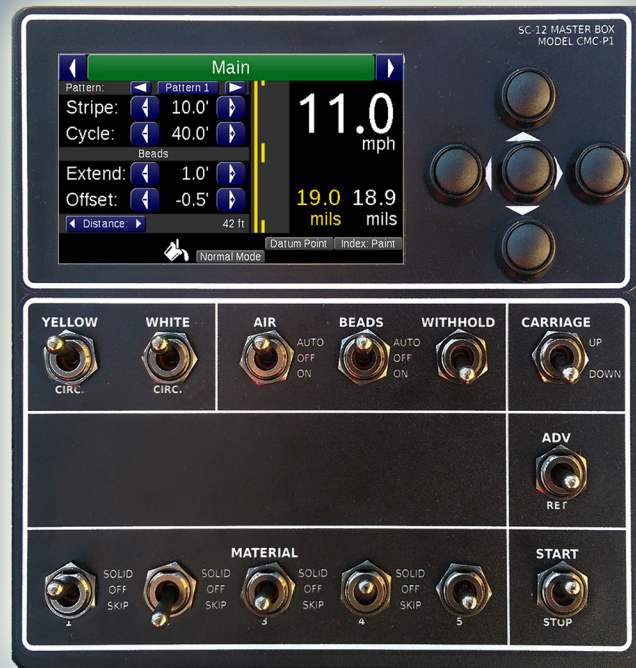 SC-12 MASTER BOX
MODEL CMC-P1
Main
Pattern: Pattern 1
Stripe: 10.0'
Cycle: 40.0'
Beads
Extend: 1.0'
Offset: -0.5'
Distance: 42 ft
11.0
mph
19.0 18.9
mils mils
Datum Point Index: Paint
Normal Mode
YELLOW WHITE AIR BEADS WITHHOLD CARRIAGE
AUTO AUTO UP
OFF OFF
ON ON DOWN
CIRC. CIRC.
ADV
RET
MATERIAL START
SOLID SOLID SOLID SOLID
OFF OFF OFF OFF
SKIP SKIP SKIP SKIP
1 3 4 5 STOP